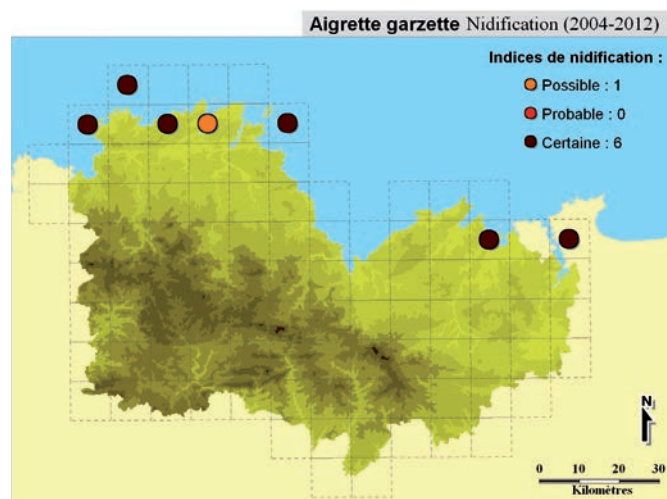 Aigrette garzette Nidification (2004-2012)
Indices de nidification :
Possible : 1
Probable : 0
Certaine : 6
N
0 10 20 30
Kilomètres